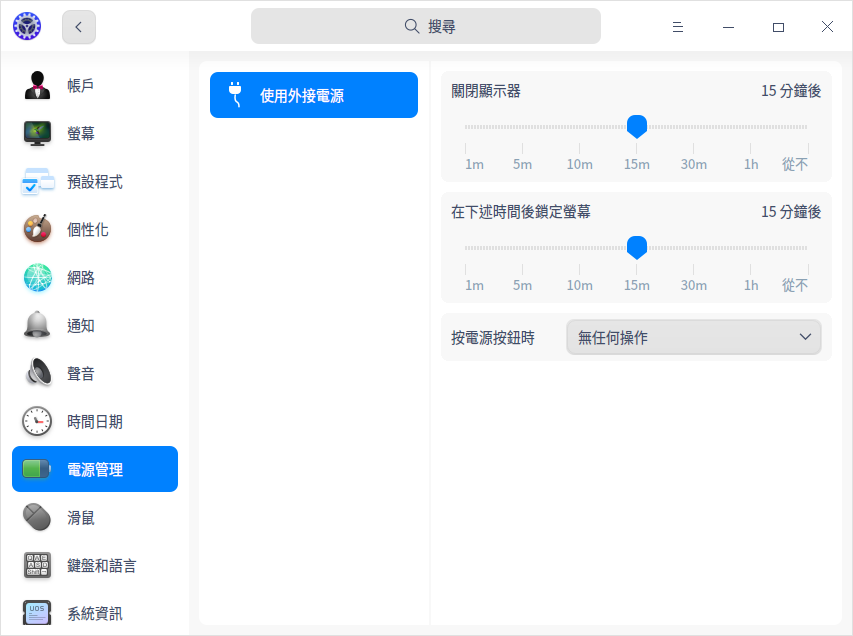 搜尋
帳戶
螢幕
預設程式
個性化
網路
通知
聲音
時間日期
電源管理
滑鼠
鍵盤和語言
UOS
系統資訊
使用外接電源
關閉顯示器 15 分鐘後
1m 5m 10m 15m 30m 1h 從不
在下述時間後鎖定螢幕 15 分鐘後
1m 5m 10m 15m 30m 1h 從不
按電源按鈕時 無任何操作